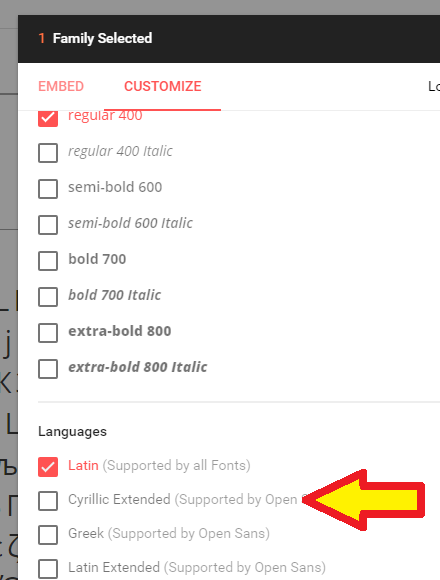 1 Family Selected
EMBED CUSTOMIZE
regular 400
regular 400 Italic
semi-bold 600
semi-bold 600 Italic
bold 700
bold 700 Italic
extra-bold 800
extra-bold 800 Italic
Languages
Latin (Supported by all Fonts)
Cyrillic Extended (Supported by Open
Greek (Supported by Open Sans)
Latin Extended (Supported by Open Sans)